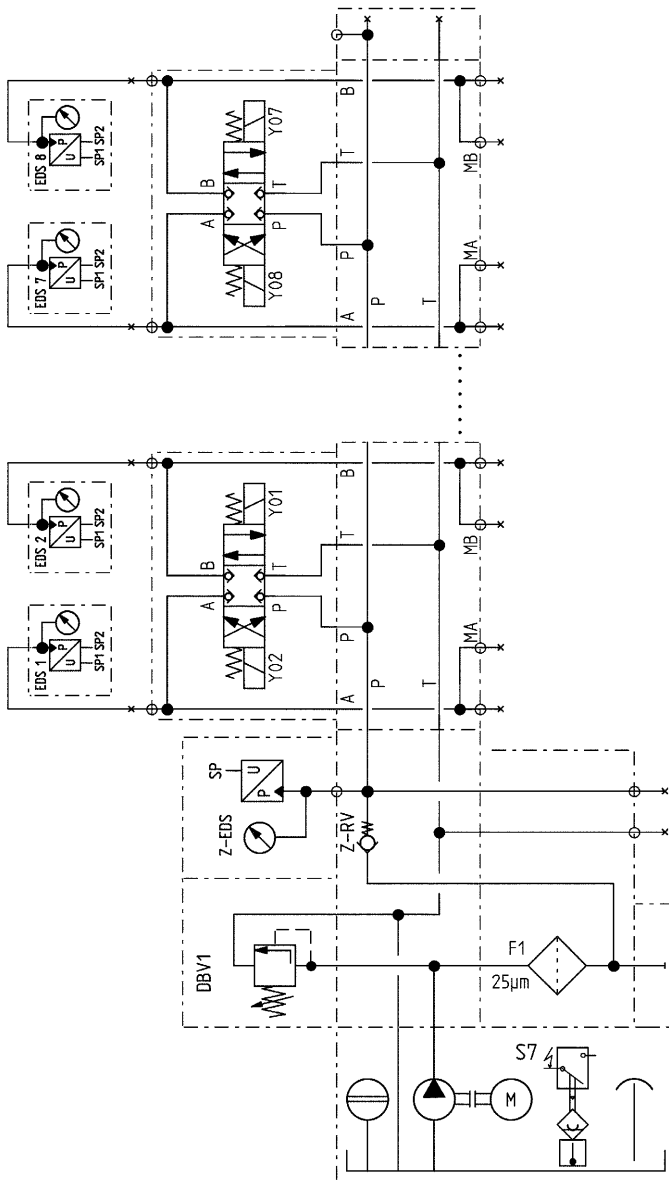 B
EDS 8
P
U
SP1 SP2
Y07
B
T
T
MB
A
P
P
EDS 7
P
U
SP1 SP2
Y08
MA
A
P
T
B
EDS 2
P
U
SP1 SP2
Y01
B
T
T
MB
A
P
P
EDS 1
P
U
SP1 SP2
Y02
MA
A
P
T
SP
U
P
Z-EDS
Z-RV
DBV1
F1
25µm
S7
M